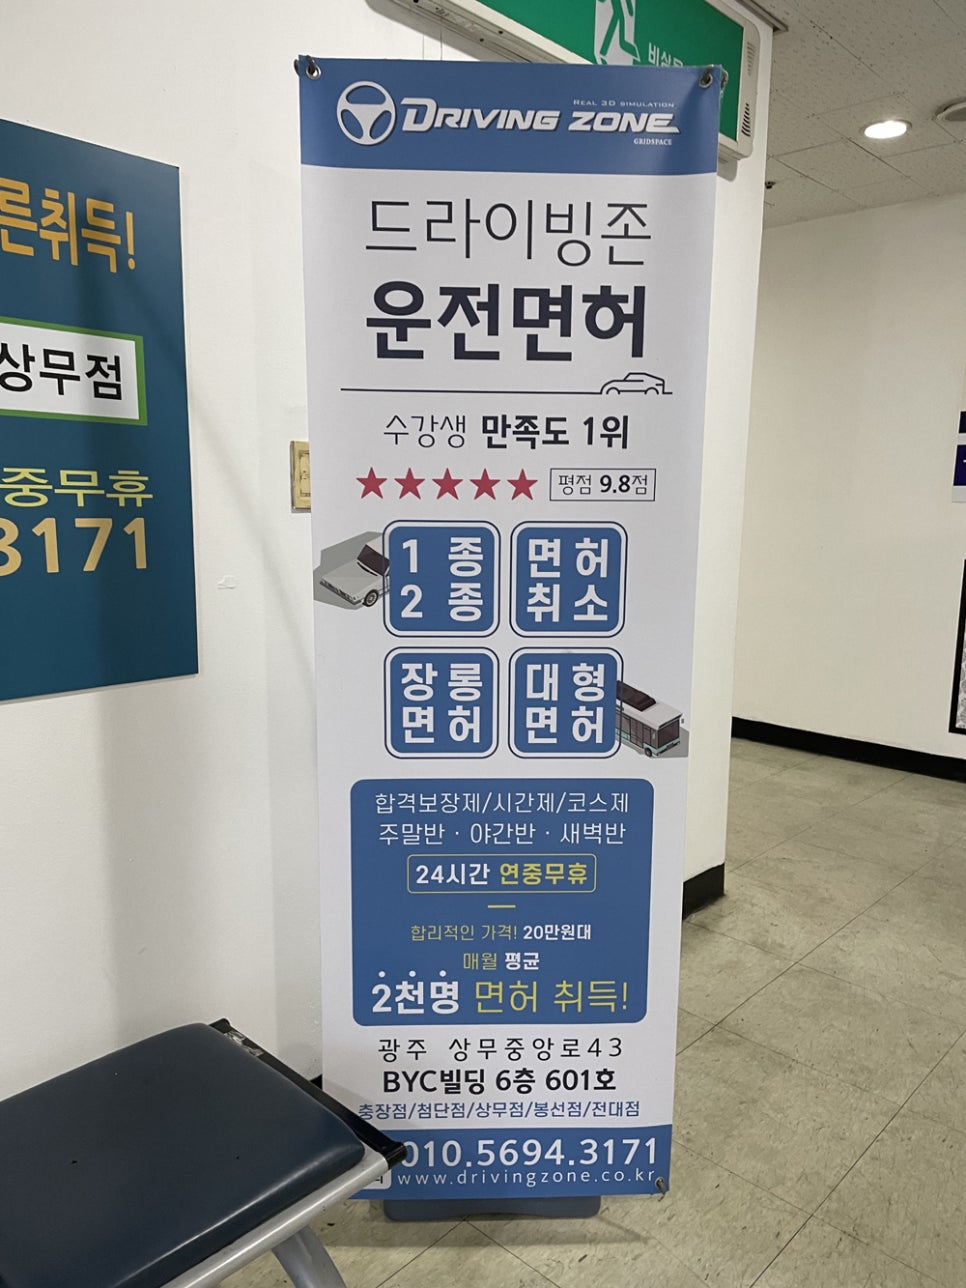 비상문
REAL 3D SIMULATION
DRIVING ZONE
GRIDSPACE
드라이빙존
운전면허
수강생 만족도 1위
평점 9.8점
1종
2종
면허
취소
장롱
면허
대형
면허
합격보장제/시간제/코스제
주말반 · 야간반 · 새벽반
24시간 연중무휴
합리적인 가격! 20만원대
매월 평균
2천명 면허 취득!
광주 상무중앙로43
BYC빌딩 6층 601호
충장점/첨단점/상무점/봉선점/전대점
010.5694.3171
www.drivingzone.co.kr
른취득!
상무점
중무휴
3171